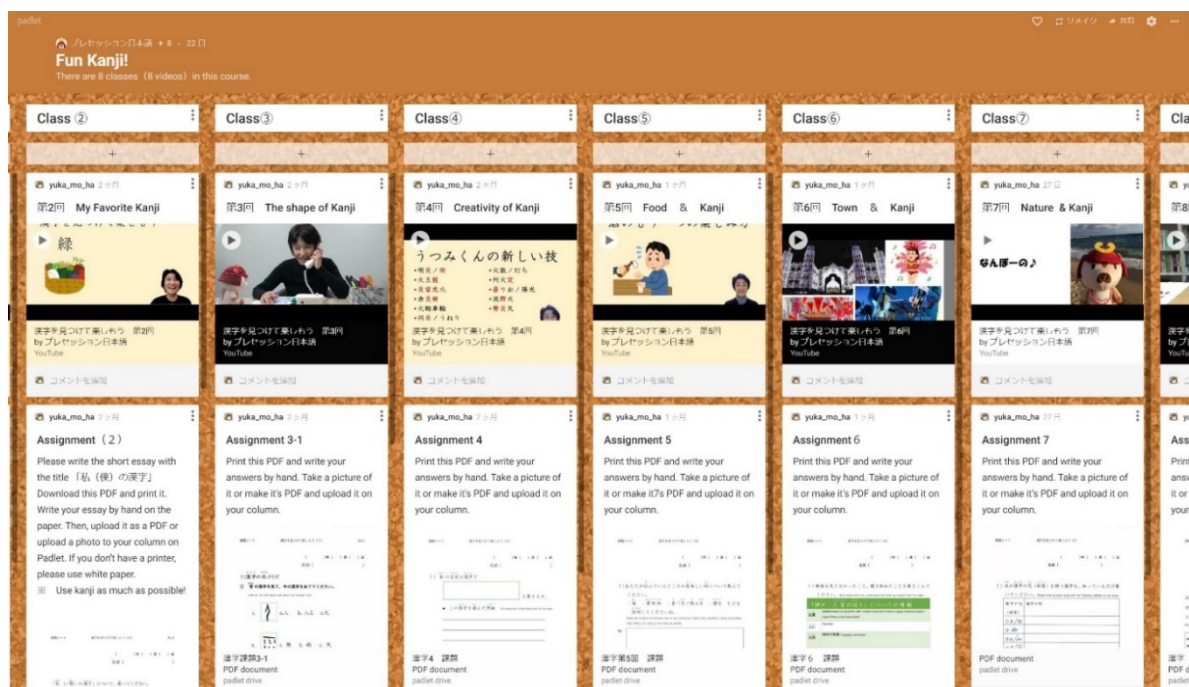 padlet
リメイク
共有
プレセッション日本語 + 8 • 22日
Fun Kanji!
There are 8 classes (8 videos) in this course.
Class ②
yuka_mo_ha 2ヶ月
第2回 My Favorite Kanji
緑
漢字を見つけて楽しもう 第2回
by プレセッション日本語
YouTube
コメントを追加
yuka_mo_ha 2ヶ月
Assignment (2)
Please write the short essay with
the title 「私(僕)の漢字」
Download this PDF and print it.
Write your essay by hand on the
paper. Then, upload it as a PDF or
upload a photo to your column on
Padlet. If you don't have a printer,
please use white paper.
※ Use kanji as much as possible!
Class③
yuka_mo_ha 2ヶ月
第3回 The shape of Kanji
漢字を見つけて楽しもう 第3回
by プレセッション日本語
YouTube
コメントを追加
yuka_mo_ha 2ヶ月
Assignment 3-1
Print this PDF and write your
answers by hand. Take a picture of
it or make it's PDF and upload it on
your column.
漢字課題3-1
PDF document
padlet drive
Class④
yuka_mo_ha 2ヶ月
第4回 Creativity of Kanji
うつみくんの新しい技
漢字を見つけて楽しもう 第4回
by プレセッション日本語
YouTube
コメントを追加
yuka_mo_ha 2ヶ月
Assignment 4
Print this PDF and write your
answers by hand. Take a picture of
it or make it's PDF and upload it on
your column.
漢字4 課題
PDF document
padlet drive
Class⑤
yuka_mo_ha 1ヶ月
第5回 Food & Kanji
漢字を見つけて楽しもう 第5回
by プレセッション日本語
YouTube
コメントを追加
yuka_mo_ha 1ヶ月
Assignment 5
Print this PDF and write your
answers by hand. Take a picture of
it or make it7s PDF and upload it on
your column.
漢字第5回 課題
PDF document
padlet drive
Class⑥
yuka_mo_ha 1ヶ月
第6回 Town & Kanji
漢字を見つけて楽しもう 第6回
by プレセッション日本語
YouTube
コメントを追加
yuka_mo_ha 1ヶ月
Assignment 6
Print this PDF and write your
answers by hand. Take a picture of
it or make it's PDF and upload it on
your column.
漢字6 課題
PDF document
padlet drive
Class⑦
yuka_mo_ha 27日
第7回 Nature & Kanji
なんぼーの♪
漢字を見つけて楽しもう 第7回
by プレセッション日本語
YouTube
コメントを追加
yuka_mo_ha 27日
Assignment 7
Print this PDF and write your
answers by hand. Take a picture of
it or make it's PDF and upload it on
your column.
PDF document
padlet drive